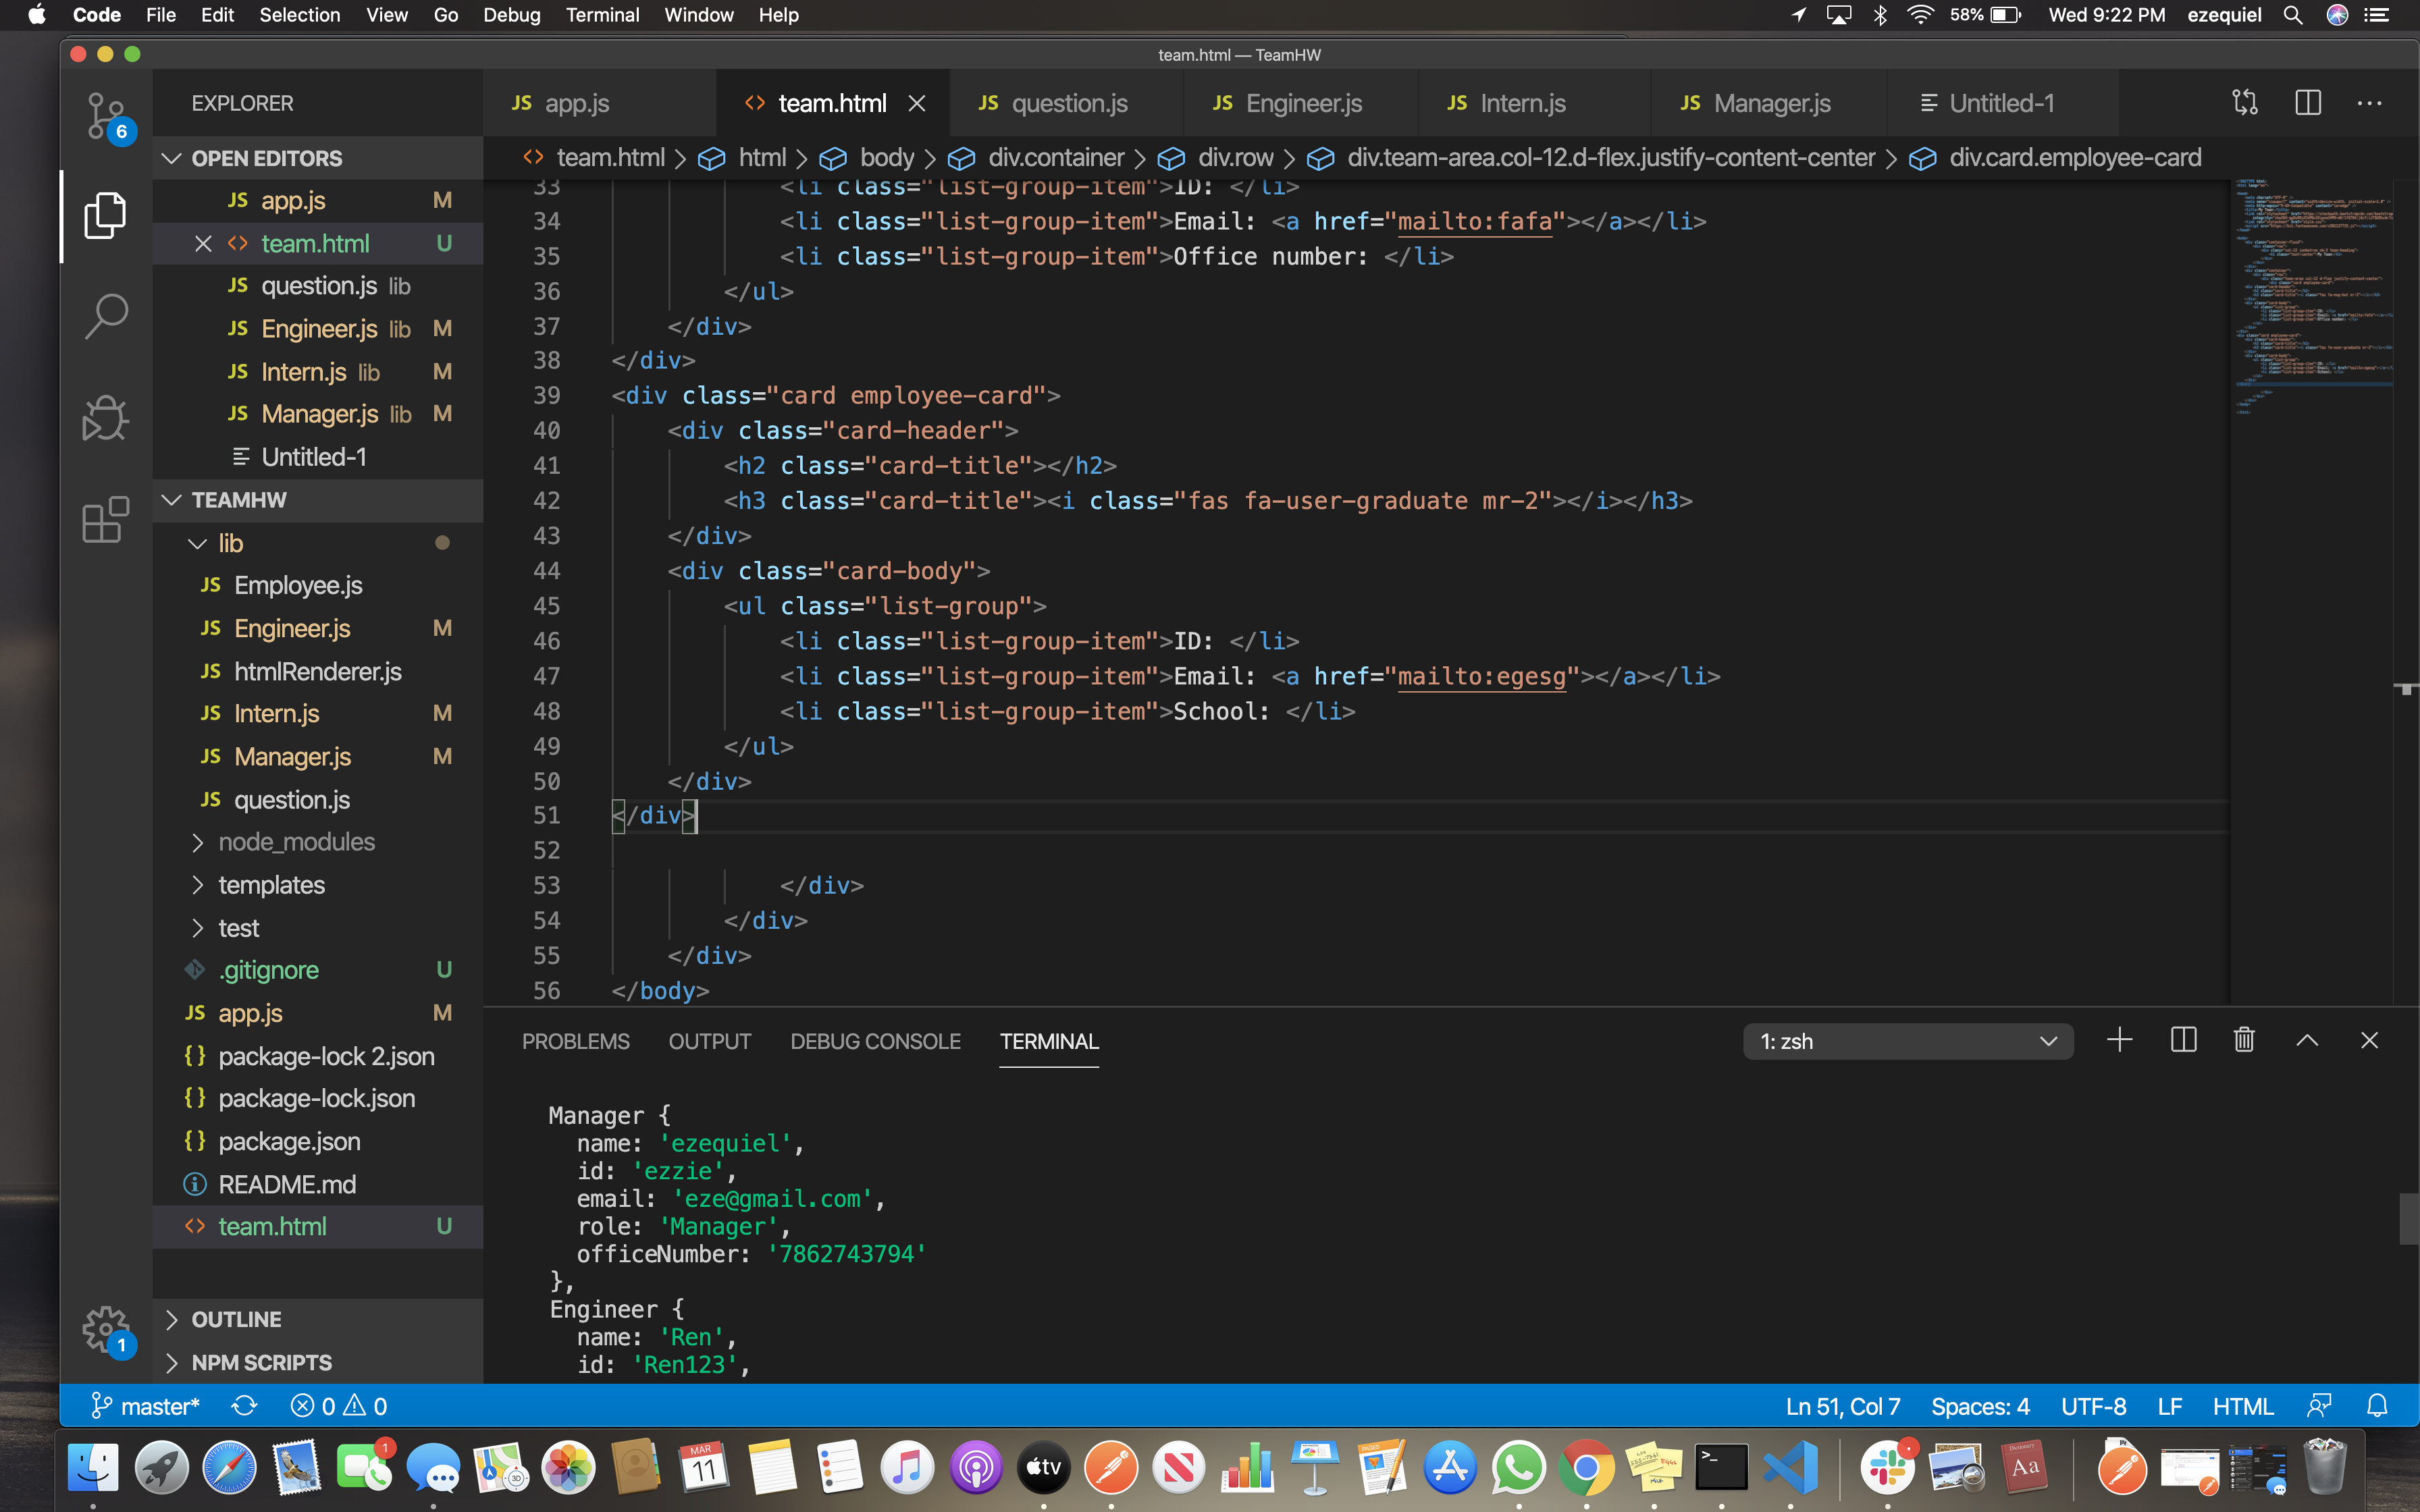 Code File Edit Selection View Go Debug Terminal Window Help 58% Wed 9:22 PM ezequiel
team.html — TeamHW
6
EXPLORER
OPEN EDITORS
JS app.js M
team.html U
JS question.js lib
JS Engineer.js lib M
JS Intern.js lib M
JS Manager.js lib M
Untitled-1
TEAMHW
lib
JS Employee.js
JS Engineer.js M
JS htmlRenderer.js
JS Intern.js M
JS Manager.js M
JS question.js
node_modules
templates
test
.gitignore U
JS app.js M
{} package-lock 2.json
{} package-lock.json
{} package.json
README.md
team.html U
OUTLINE
NPM SCRIPTS
1
JS app.js <> team.html JS question.js JS Engineer.js JS Intern.js JS Manager.js Untitled-1
<> team.html > html > body > div.container > div.row > div.team-area.col-12.d-flex.justify-content-center > div.card.employee-card
33 <li class="list-group-item">ID: </li>
34 <li class="list-group-item">Email: <a href="mailto:fafa"></a></li>
35 <li class="list-group-item">Office number: </li>
36 </ul>
37 </div>
38 </div>
39 <div class="card employee-card">
40 <div class="card-header">
41 <h2 class="card-title"></h2>
42 <h3 class="card-title"><i class="fas fa-user-graduate mr-2"></i></h3>
43 </div>
44 <div class="card-body">
45 <ul class="list-group">
46 <li class="list-group-item">ID: </li>
47 <li class="list-group-item">Email: <a href="mailto:egesg"></a></li>
48 <li class="list-group-item">School: </li>
49 </ul>
50 </div>
51 </div>
52
53 </div>
54 </div>
55 </div>
56 </body>
PROBLEMS OUTPUT DEBUG CONSOLE TERMINAL 1: zsh
Manager {
name: 'ezequiel',
id: 'ezzie',
email: 'eze@gmail.com',
role: 'Manager',
officeNumber: '7862743794'
},
Engineer {
name: 'Ren',
id: 'Ren123',
master* 0 0 Ln 51, Col 7 Spaces: 4 UTF-8 LF HTML
1 MAR 11 tv PAGES Aa